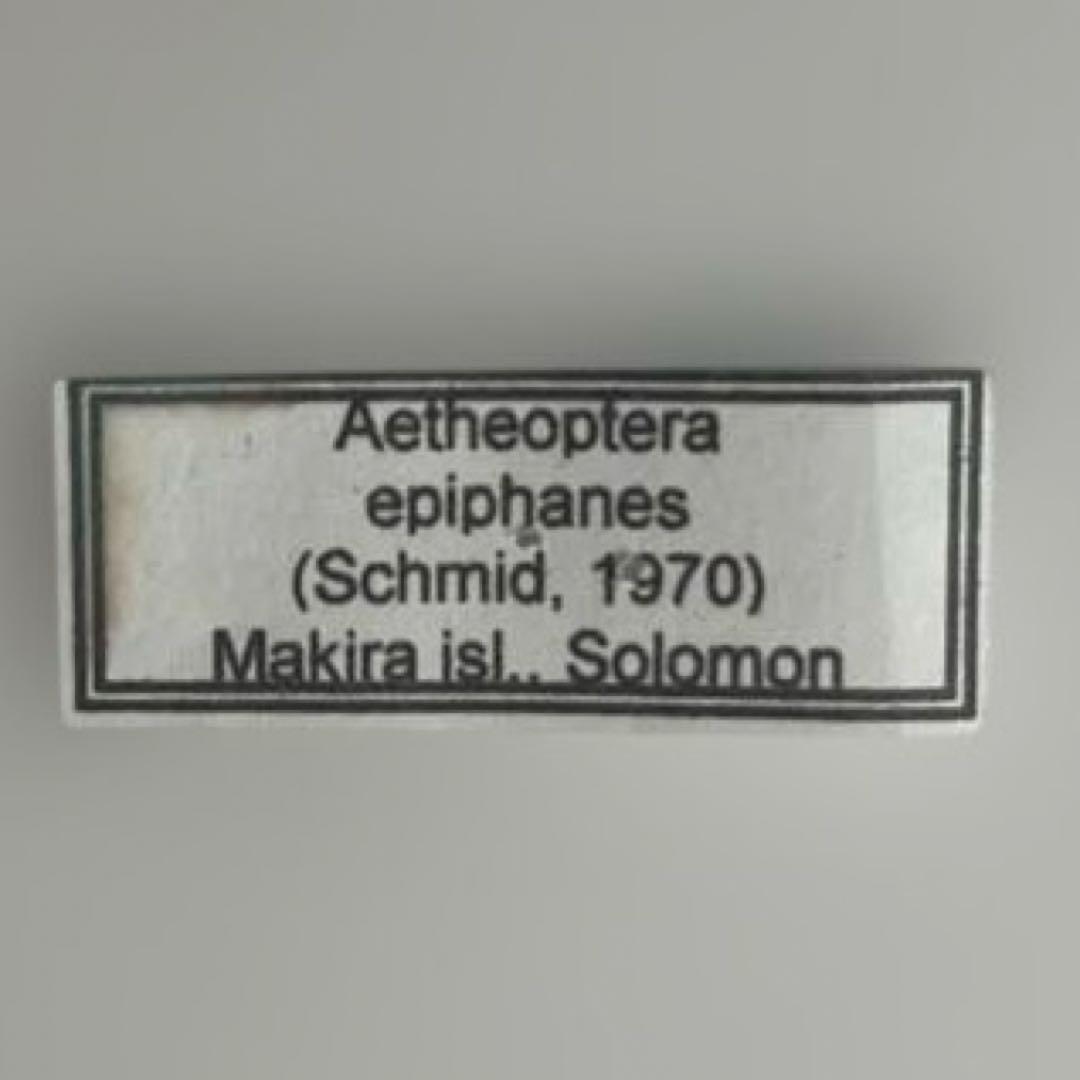 Aetheoptera
epiphanes
(Schmid, 1970)
Makira isl., Solomon